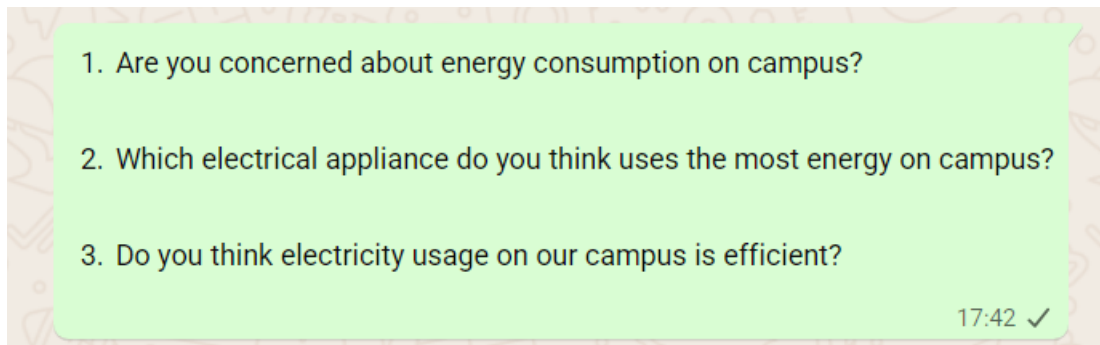 1. Are you concerned about energy consumption on campus?
2. Which electrical appliance do you think uses the most energy on campus?
3. Do you think electricity usage on our campus is efficient?
17:42